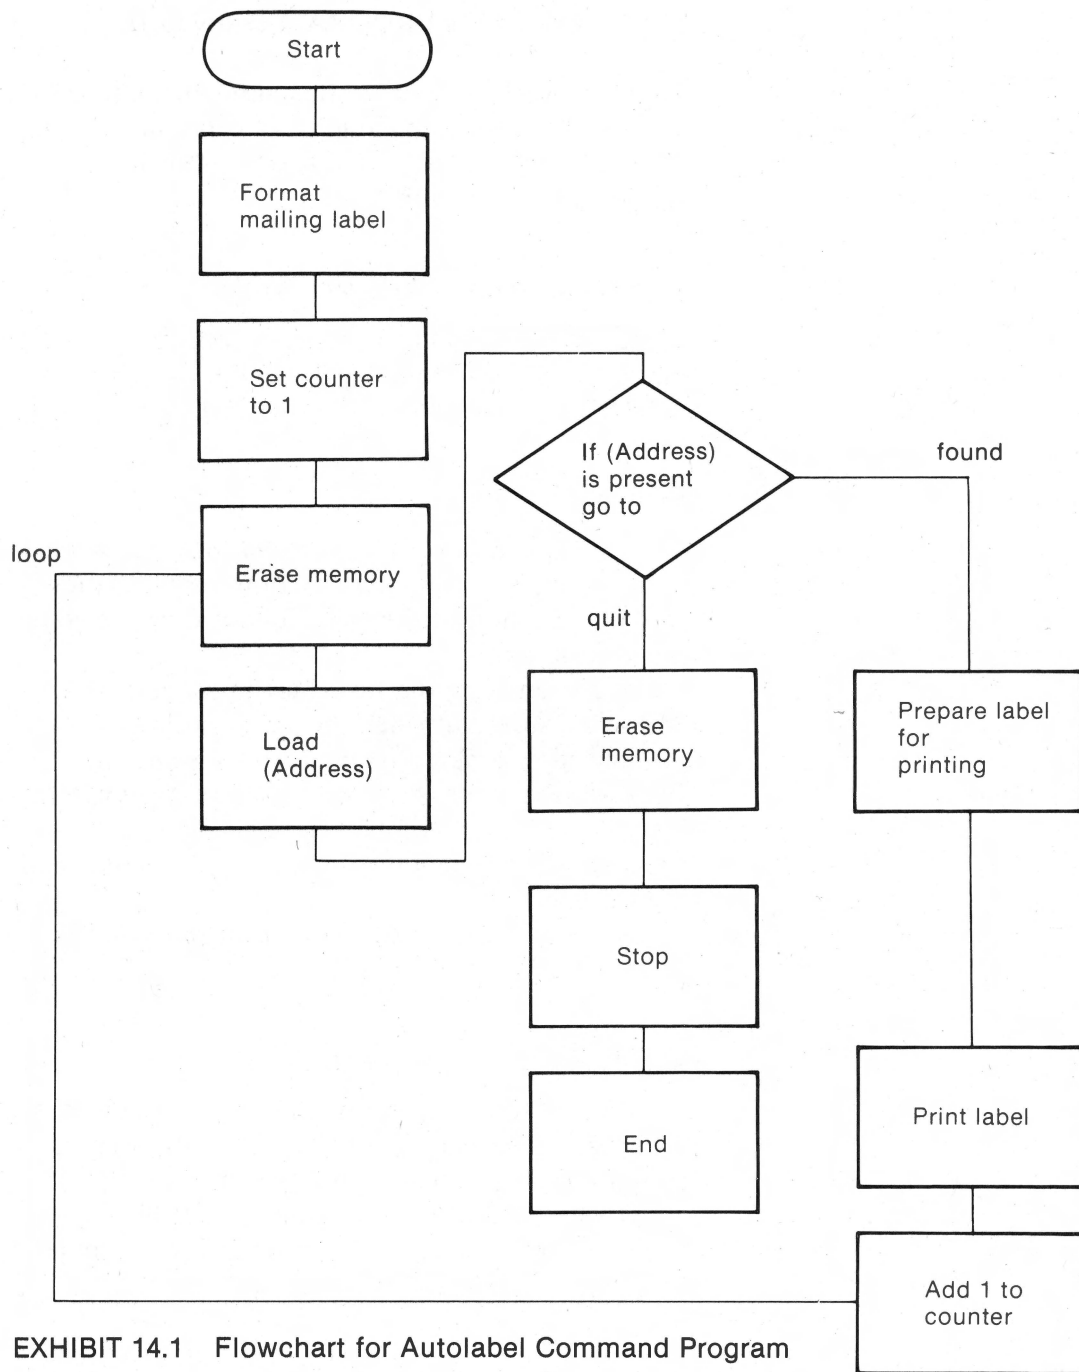 Start
Format
mailing label
Set counter
to 1
loop
Erase memory
Load
(Address)
If (Address)
is present
go to
found
quit
Erase
memory
Stop
End
Prepare label
for
printing
Print label
Add 1 to
counter
EXHIBIT 14.1 Flowchart for Autolabel Command Program